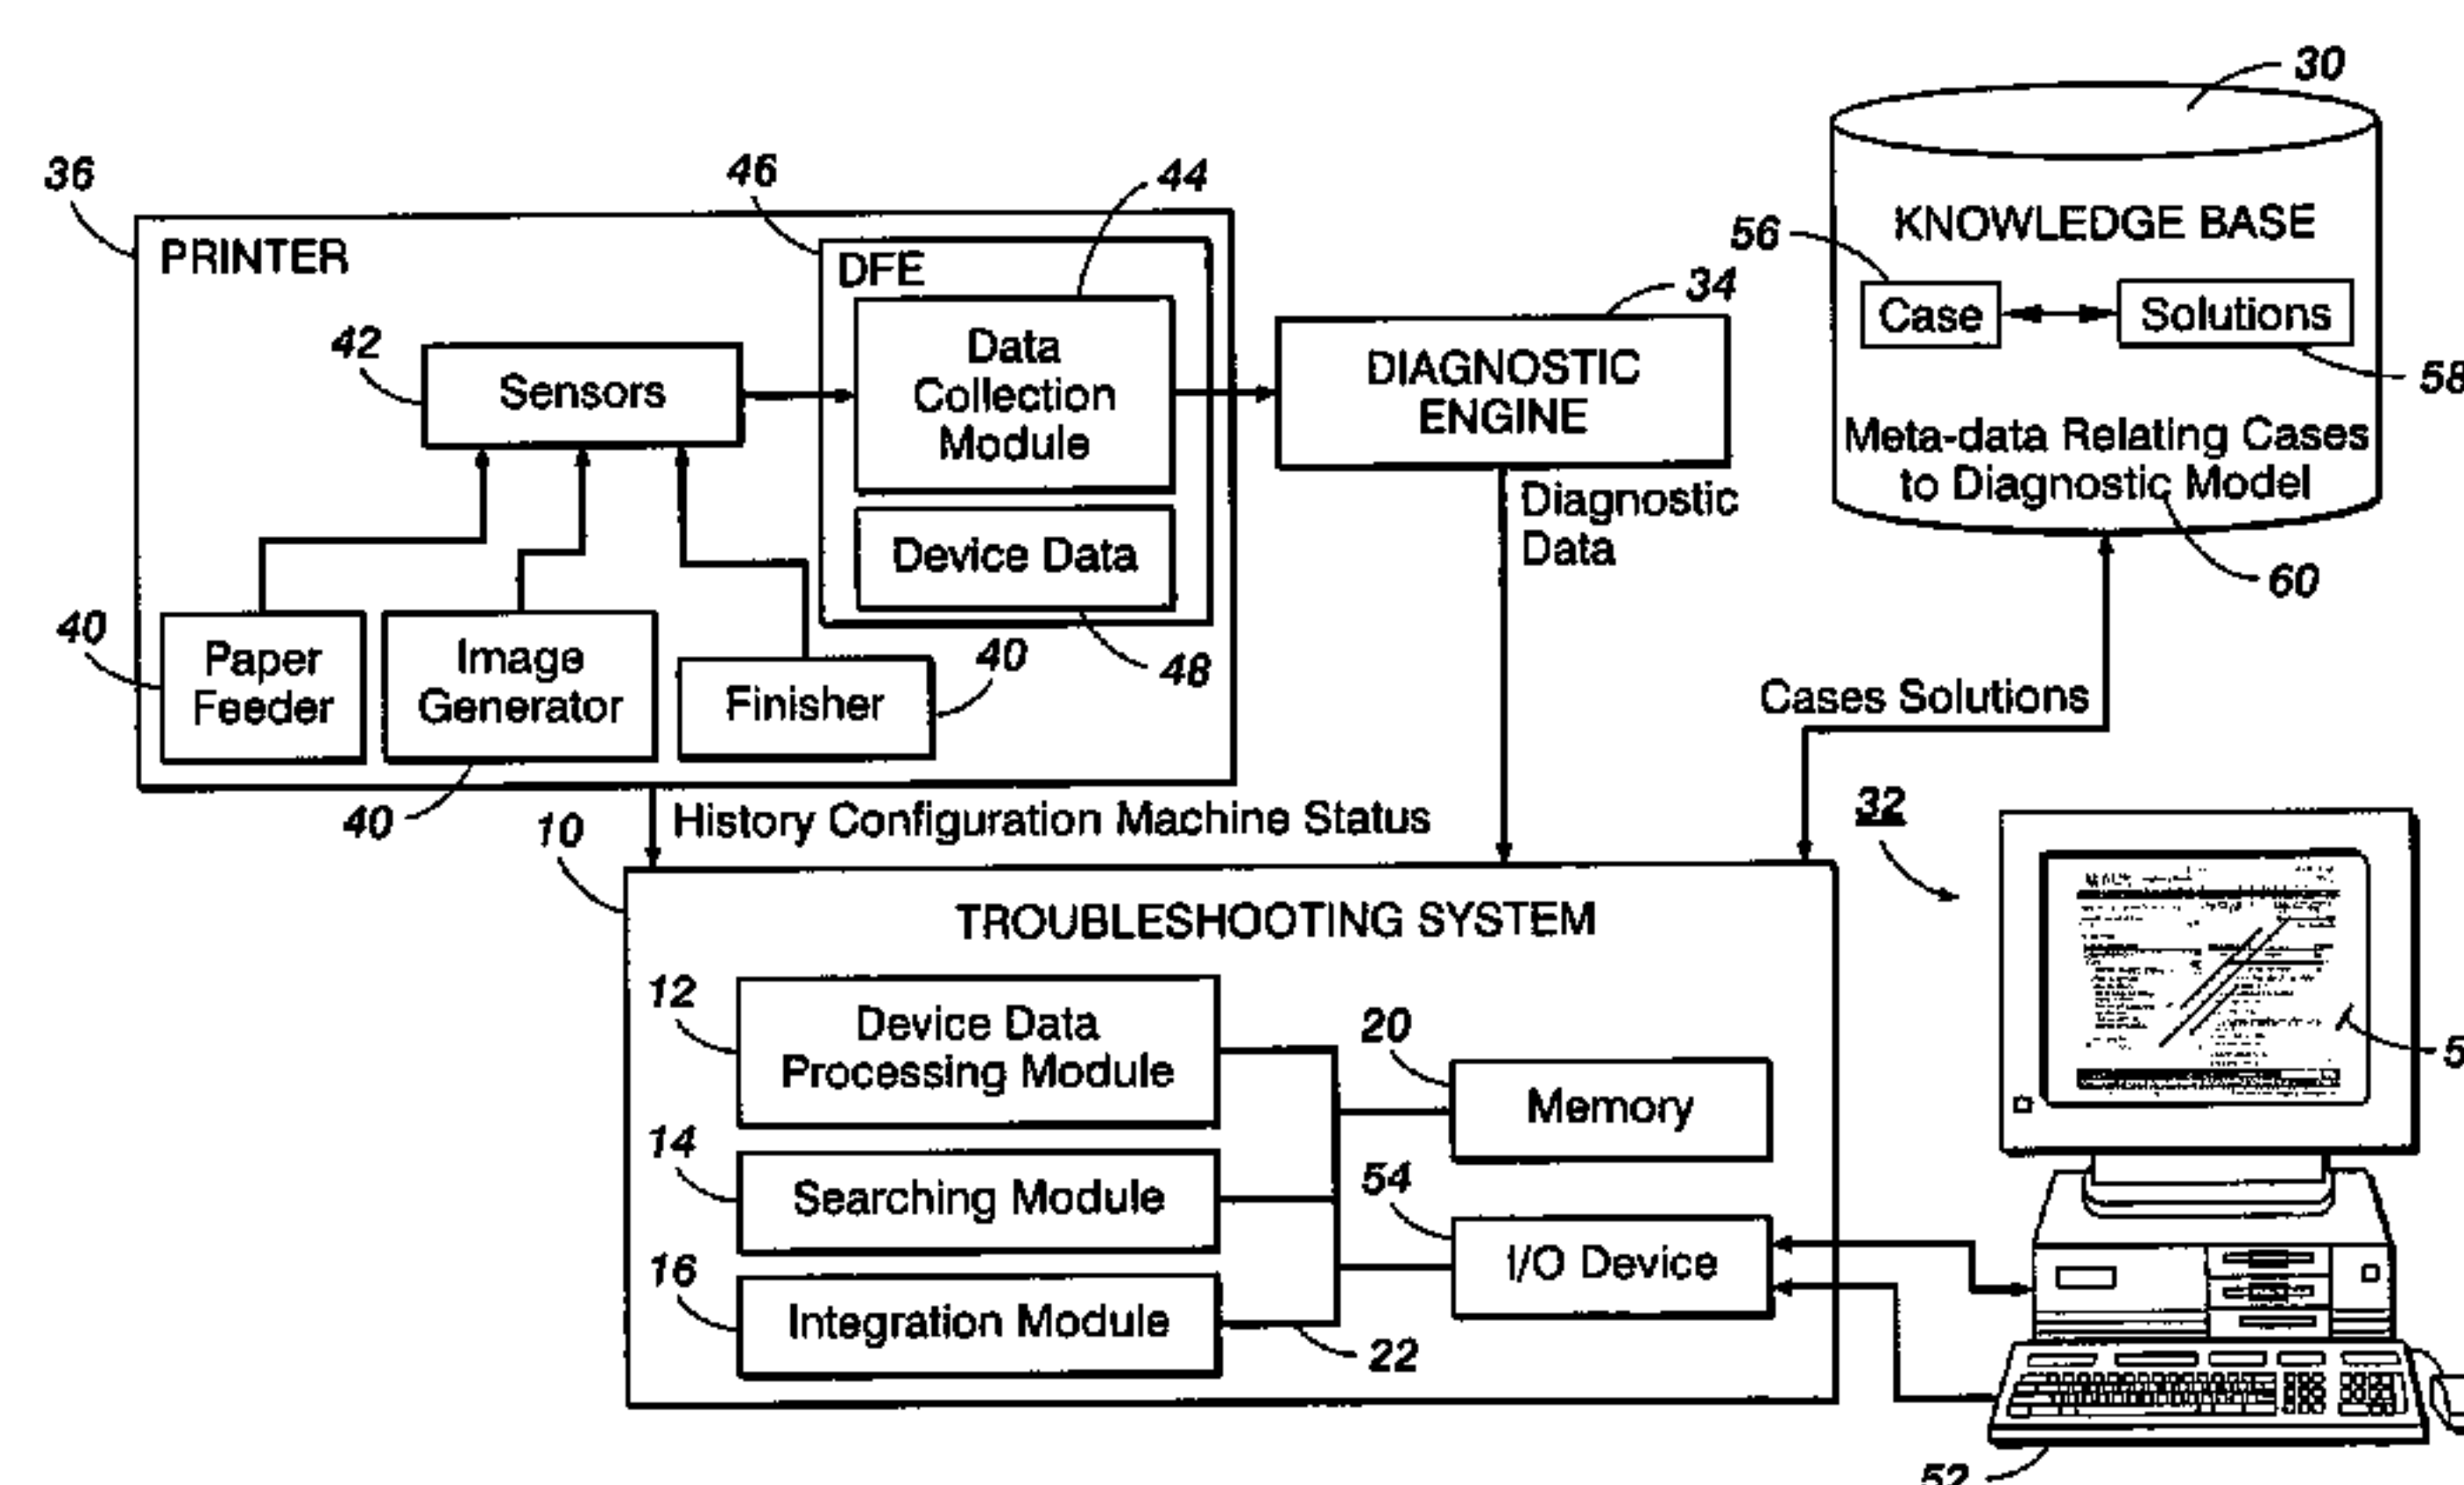 30
36
46
44
PRINTER
DFE
KNOWLEDGE BASE
56
Case
Solutions
58
34
42
Sensors
Data
Collection
Module
DIAGNOSTIC
ENGINE
Meta-data Relating Cases
to Diagnostic Model
60
Device Data
48
Diagnostic
Data
40
Paper
Feeder
Image
Generator
40
Finisher
40
40
Cases Solutions
History Configuration Machine Status
10
32
TROUBLESHOOTING SYSTEM
12
Device Data
Processing Module
20
Memory
14
Searching Module
54
I/O Device
16
Integration Module
22
52